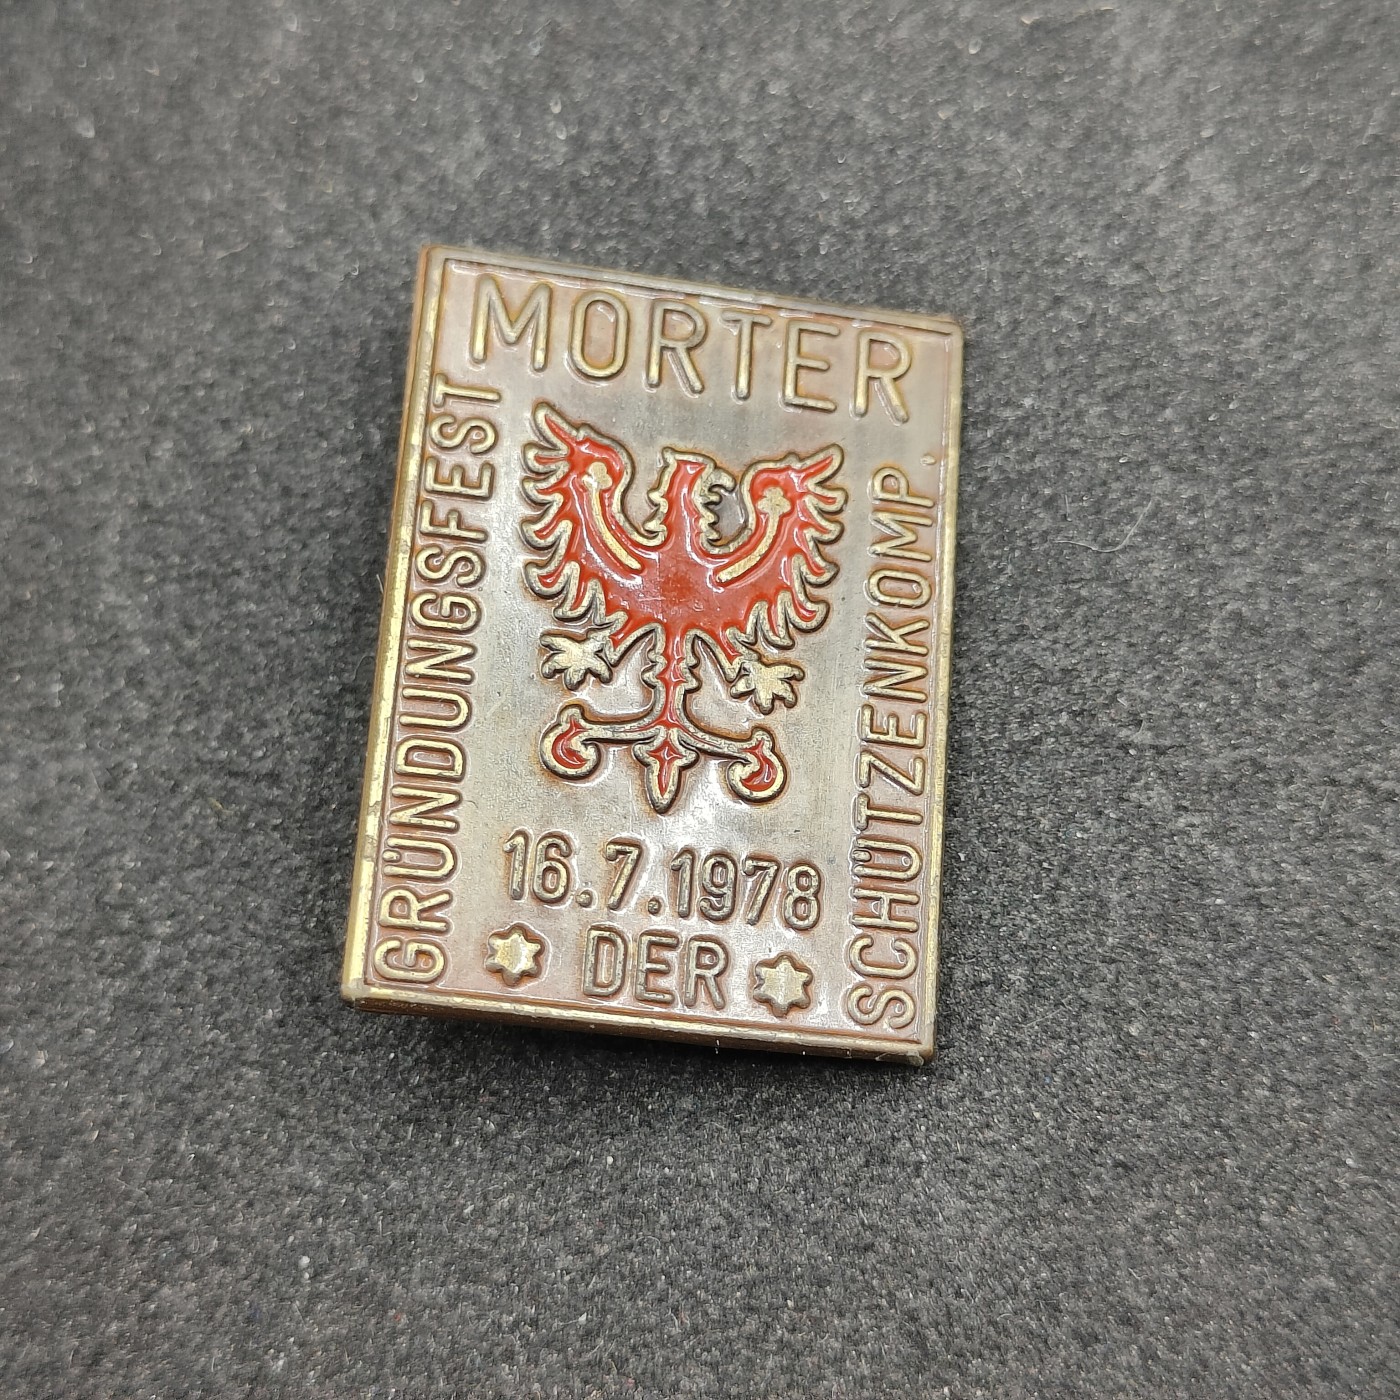 MORTER
GRÜNDUNGSFEST
16.7.1978
DER
SCHÜTZENKOMP.